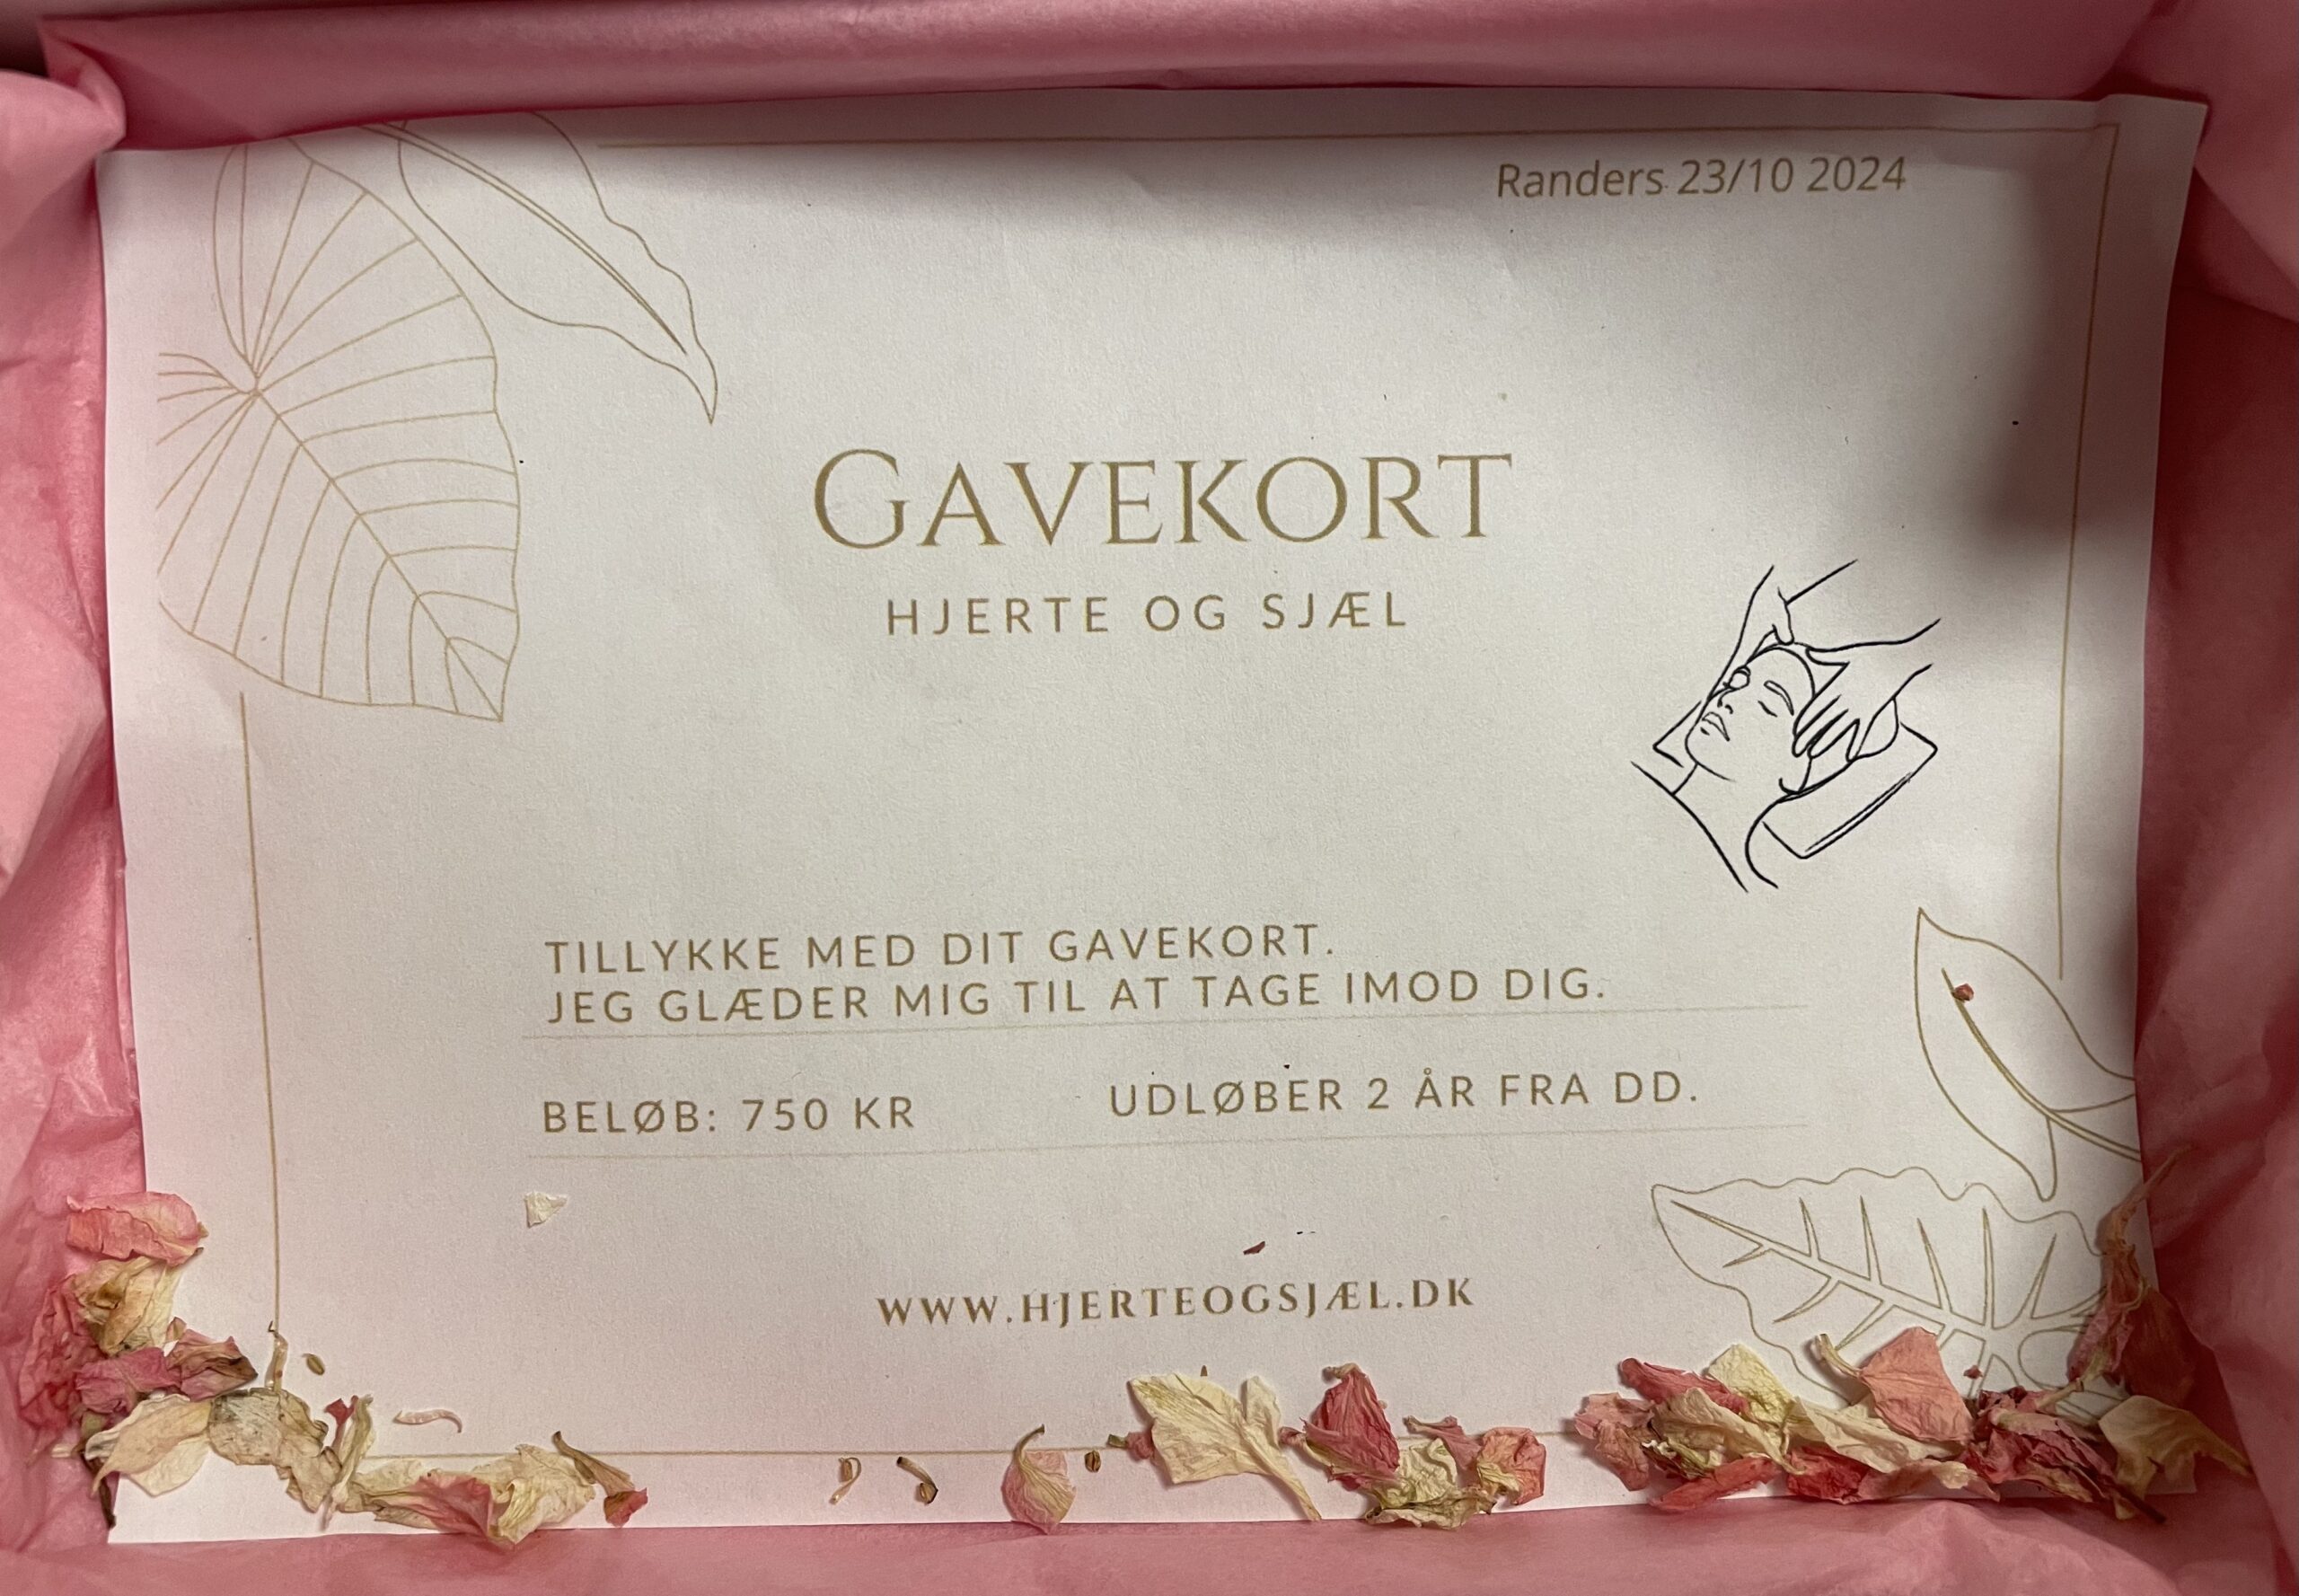 Randers 23/10 2024
GAVEKORT
HJERTE OG SJÆL
TILLYKKE MED DIT GAVEKORT.
JEG GLÆDER MIG TIL AT TAGE IMOD DIG.
BELØB: 750 KR UDLØBER 2 ÅR FRA DD.
WWW.HJERTEOGSJÆL.DK